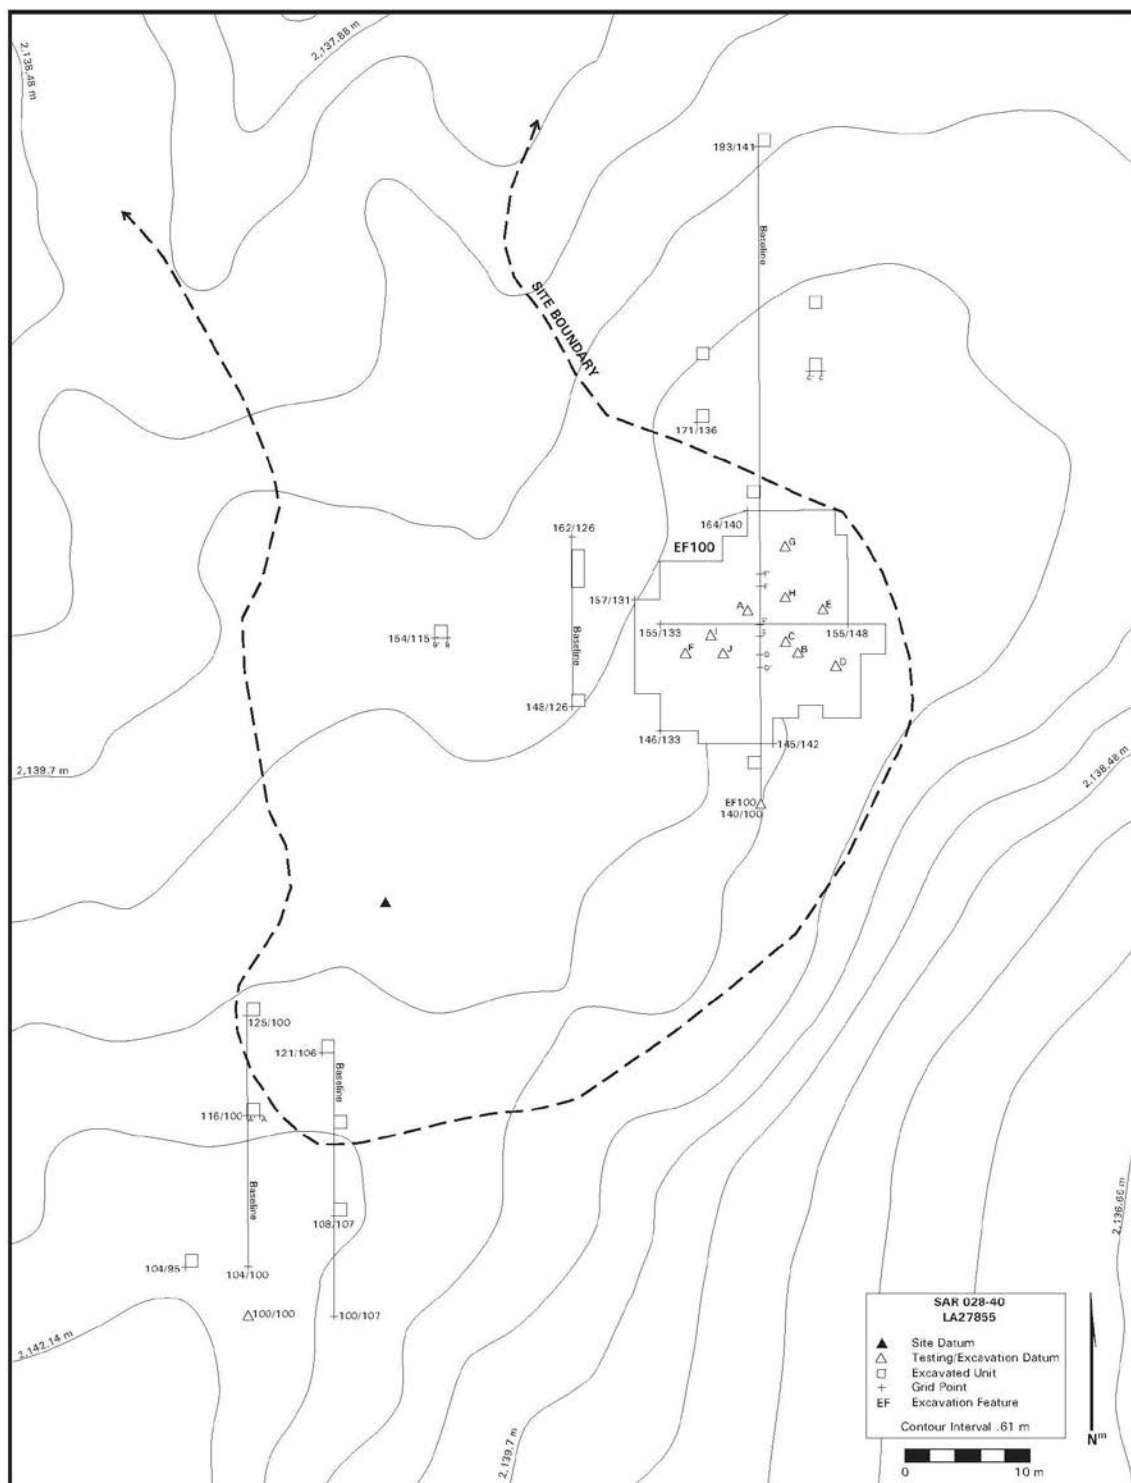 2,137.88 m
2,138.48 m
193/141
Baseline
SITE BOUNDARY
C' C
171/136
164/140
162/126
EF100
G
F'
F
157/131
H
A
E
154/115
B' B
Baseline
155/133
155/148
I
C
F
J
B
D
D
D'
148/126
146/133
145/142
2,139.7 m
2,138.48 m
EF100
140/100
125/100
121/106
Baseline
116/100
A' A
Baseline
108/107
104/95
104/100
100/100
100/107
2,142.14 m
2,136.66 m
2,139.7 m
SAR 028-40
LA27855
Site Datum
Testing/Excavation Datum
Excavated Unit
Grid Point
EF Excavation Feature
Contour Interval .61 m
Nm
0 10 m